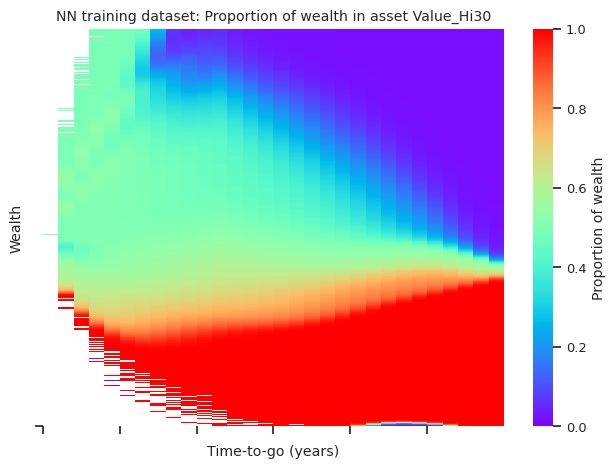 NN training dataset: Proportion of wealth in asset Value_Hi30
Wealth
Time-to-go (years)
1.0
0.8
0.6
0.4
0.2
0.0
Proportion of wealth